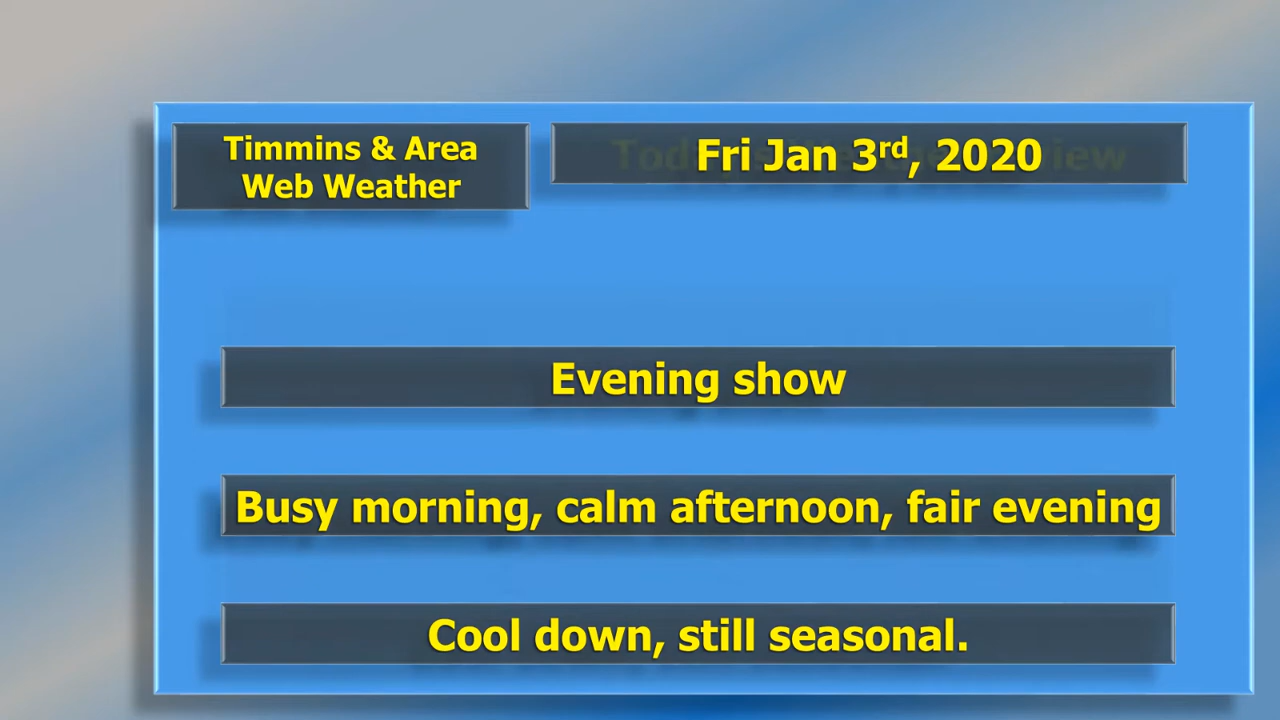 Timmins & Area
Web Weather
Fri Jan 3rd, 2020
Evening show
Busy morning, calm afternoon, fair evening
Cool down, still seasonal.